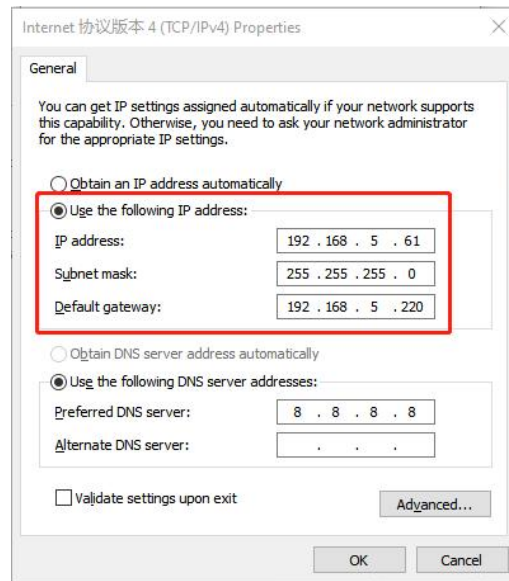 Internet 协议版本 4 (TCP/IPv4) Properties
General
You can get IP settings assigned automatically if your network supports
this capability. Otherwise, you need to ask your network administrator
for the appropriate IP settings.
Obtain an IP address automatically
Use the following IP address:
IP address: 192 . 168 . 5 . 61
Subnet mask: 255 . 255 . 255 . 0
Default gateway: 192 . 168 . 5 . 220
Obtain DNS server address automatically
Use the following DNS server addresses:
Preferred DNS server: 8 . 8 . 8 . 8
Alternate DNS server: . . .
Validate settings upon exit
Advanced...
OK Cancel